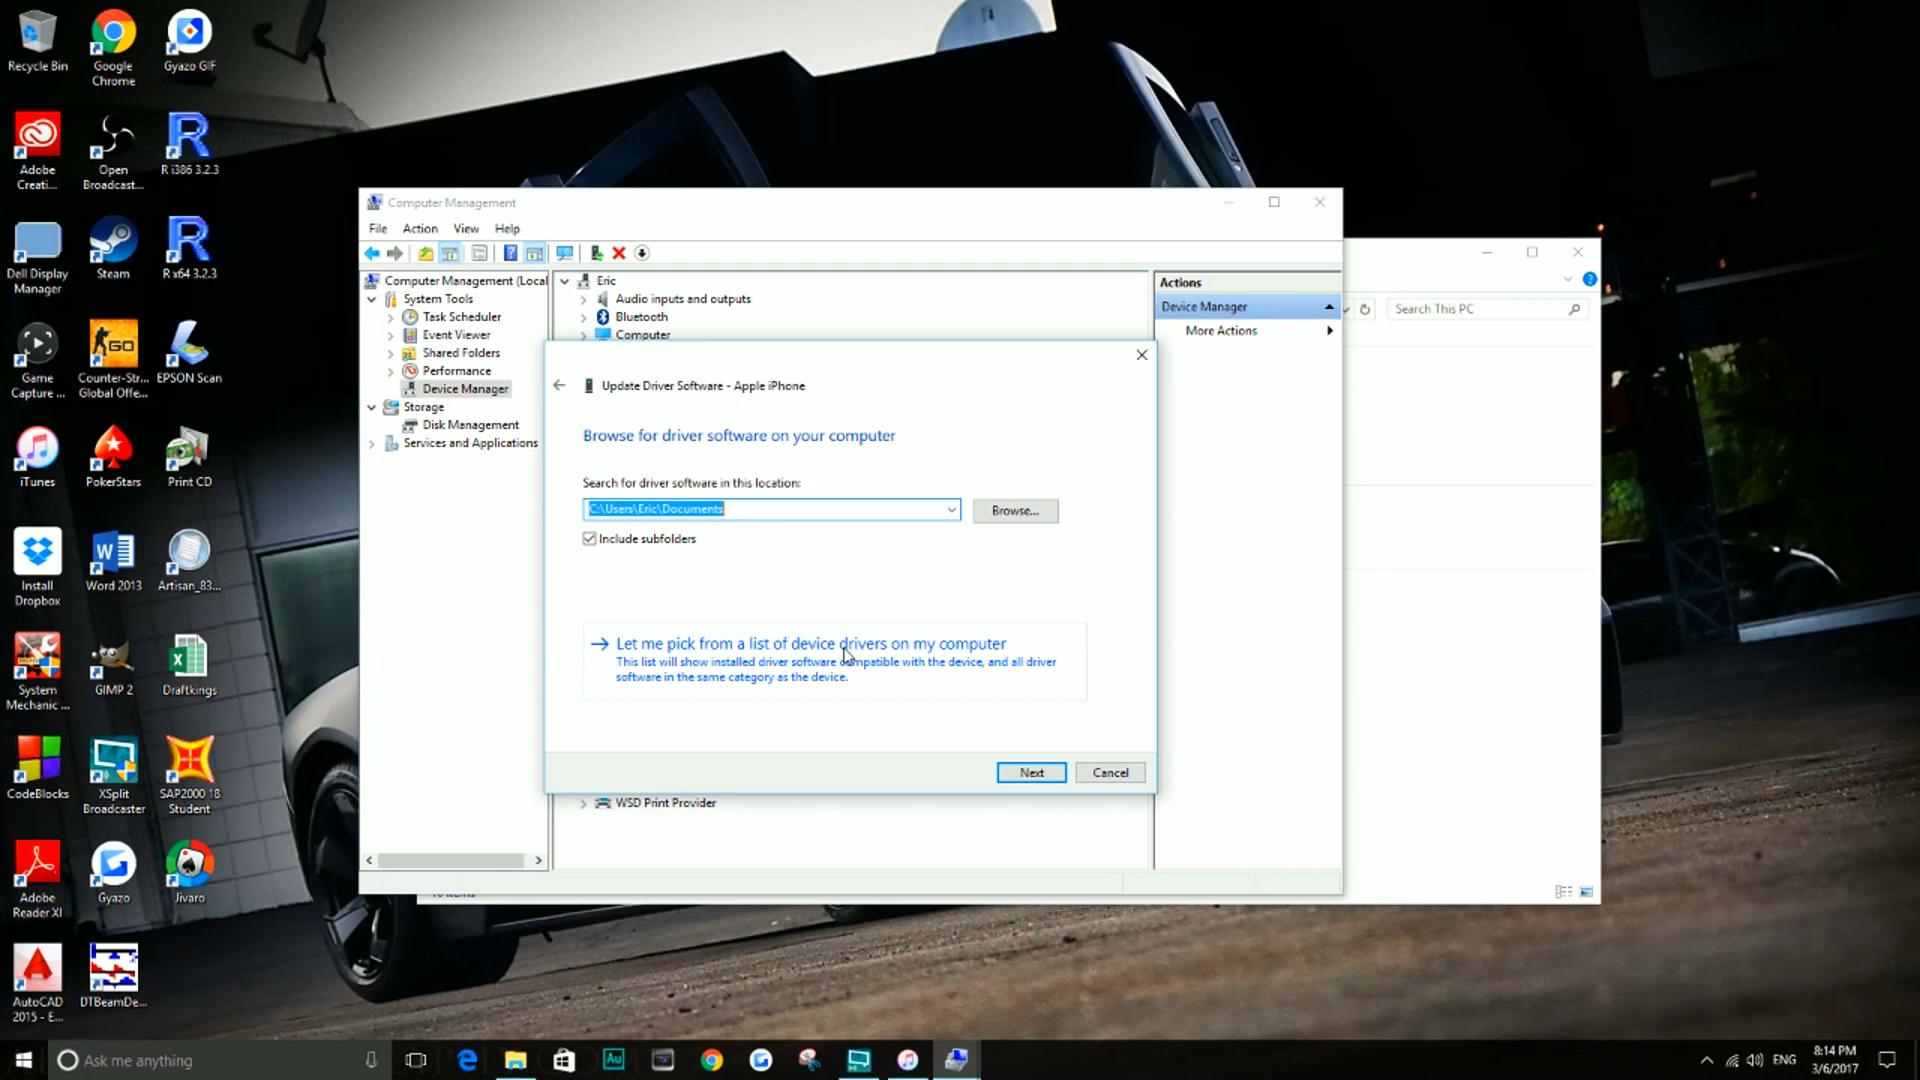 Recycle Bin
Google
Chrome
Gyazo GIF
Adobe
Creati...
Open
Broadcast...
R i386 3.2.3
Dell Display
Manager
Steam
R x64 3.2.3
Game
Capture ...
Counter-Str...
Global Offe...
EPSON Scan
iTunes
PokerStars
Print CD
Install
Dropbox
Word 2013
Artisan_83...
System
Mechanic ...
GIMP 2
Draftkings
CodeBlocks
XSplit
Broadcaster
SAP2000 18
Student
Adobe
Reader XI
Gyazo
Jivaro
AutoCAD
2015 - E...
DTBeamDe...
Computer Management
File Action View Help
Computer Management (Local
System Tools
Task Scheduler
Event Viewer
Shared Folders
Performance
Device Manager
Storage
Disk Management
Services and Applications
Eric
Audio inputs and outputs
Bluetooth
Computer
WSD Print Provider
Actions
Device Manager
More Actions
Search This PC
Update Driver Software - Apple iPhone
Browse for driver software on your computer
Search for driver software in this location:
C:\Users\Eric\Documents
Browse...
Include subfolders
Let me pick from a list of device drivers on my computer
This list will show installed driver software compatible with the device, and all driver
software in the same category as the device.
Next
Cancel
Ask me anything
ENG
8:14 PM
3/6/2017